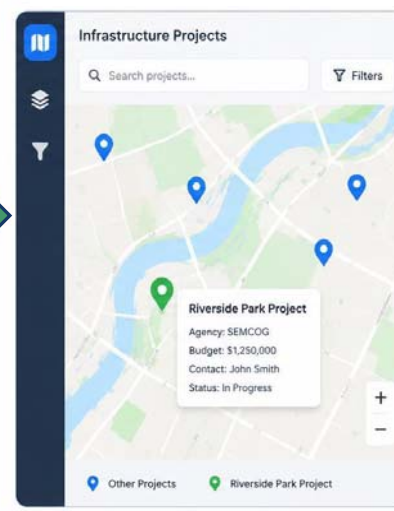 Infrastructure Projects
Search projects...
Filters
Riverside Park Project
Agency: SEMCOG
Budget: $1,250,000
Contact: John Smith
Status: In Progress
+
−
Other Projects
Riverside Park Project